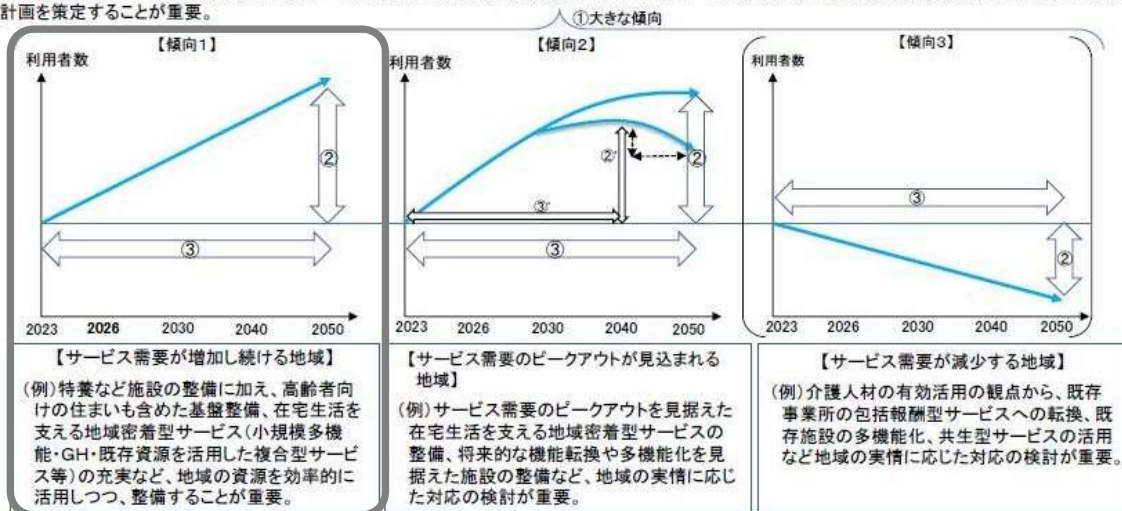 計画を策定することが重要。
①大きな傾向
【傾向1】
利用者数
②
③
2023 2026 2030 2040 2050
【サービス需要が増加し続ける地域】
(例)特養など施設の整備に加え、高齢者向
けの住まいも含めた基盤整備、在宅生活を
支える地域密着型サービス(小規模多機
能・GH・既存資源を活用した複合型サービ
ス等)の充実など、地域の資源を効率的に
活用しつつ、整備することが重要。
【傾向2】
利用者数
②'
②
③'
③
2023 2026 2030 2040 2050
【サービス需要のピークアウトが見込まれる
地域】
(例)サービス需要のピークアウトを見据えた
在宅生活を支える地域密着型サービスの
整備、将来的な機能転換や多機能化を見
据えた施設の整備など、地域の実情に応じ
た対応の検討が重要。
【傾向3】
利用者数
③
②
2023 2026 2030 2040 2050
【サービス需要が減少する地域】
(例)介護人材の有効活用の観点から、既存
事業所の包括報酬型サービスへの転換、既
存施設の多機能化、共生型サービスの活用
など地域の実情に応じた対応の検討が重要。